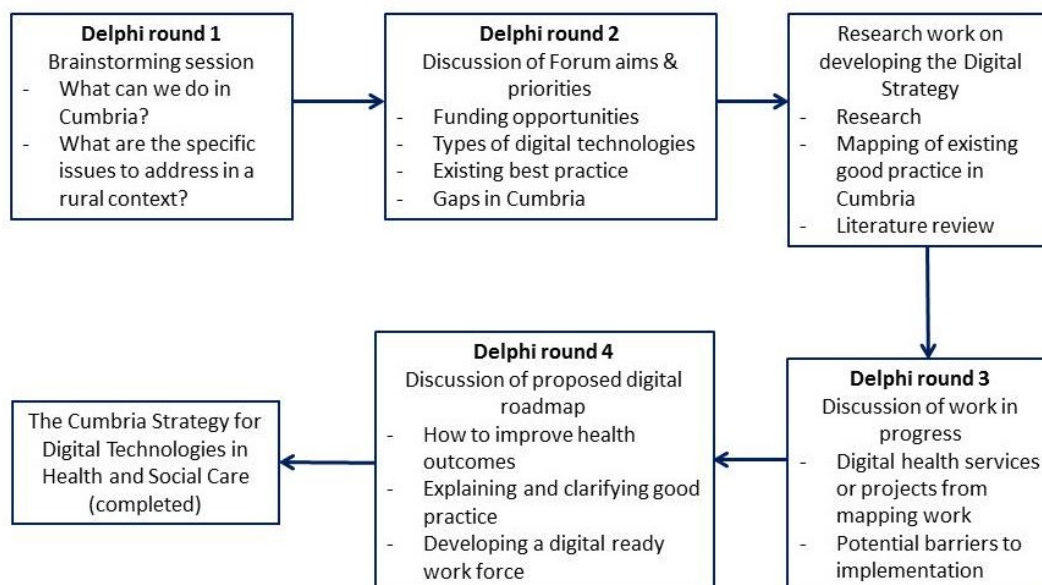 Delphi round 1
Brainstorming session
- What can we do in
Cumbria?
- What are the specific
issues to address in a
rural context?
Delphi round 2
Discussion of Forum aims &
priorities
- Funding opportunities
- Types of digital technologies
- Existing best practice
- Gaps in Cumbria
Research work on
developing the Digital
Strategy
- Research
- Mapping of existing
good practice in
Cumbria
- Literature review
Delphi round 3
Discussion of work in
progress
- Digital health services
or projects from
mapping work
- Potential barriers to
implementation
Delphi round 4
Discussion of proposed digital
roadmap
- How to improve health
outcomes
- Explaining and clarifying good
practice
- Developing a digital ready
work force
The Cumbria Strategy for
Digital Technologies in
Health and Social Care
(completed)